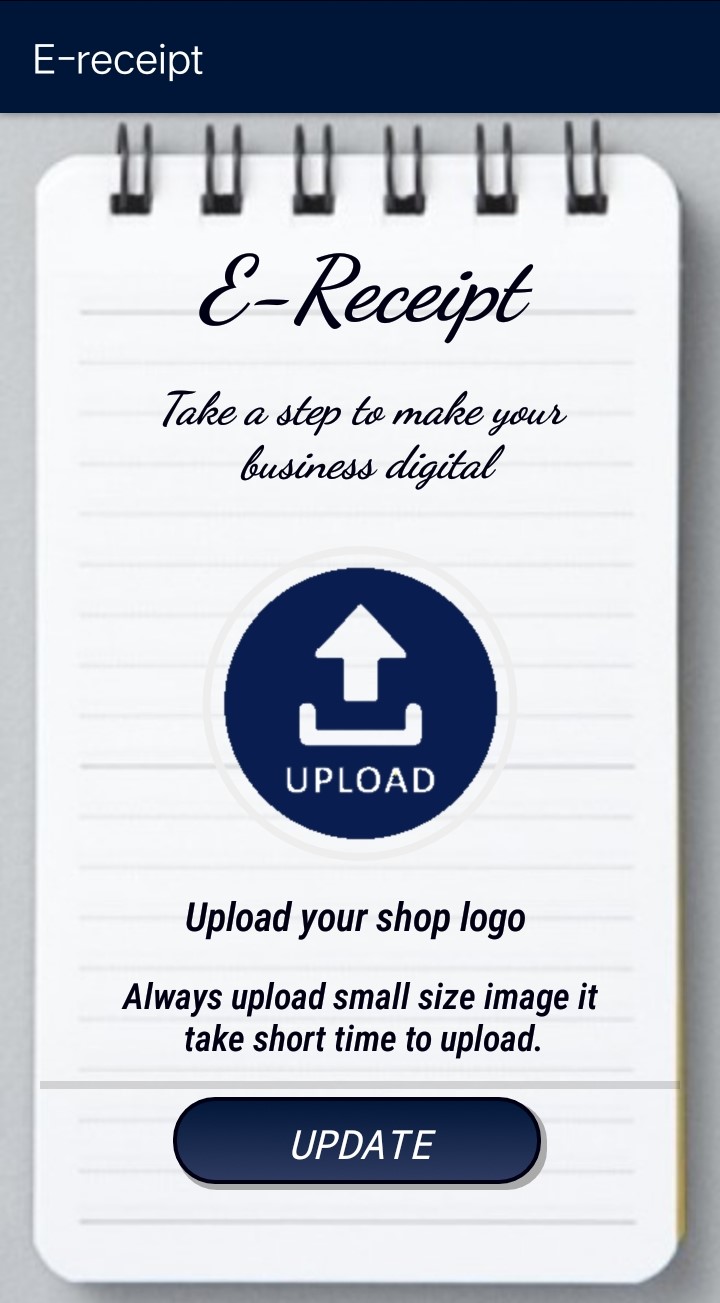 E-receipt
E-Receipt
Take a step to make your
business digital
UPLOAD
Upload your shop logo
Always upload small size image it
take short time to upload.
UPDATE